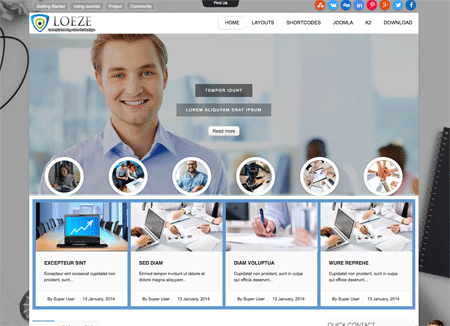 Getting Started
Using Joomla!
Project
Community
Find Us
LOEZE
HOME
LAYOUTS
SHORTCODES
JOOMLA
K2
DOWNLOAD
TEMPOR IDUNT
LOREM ALIQUYAM ERAT IPSUM
Read more
EXCEPTEUR SINT
Excepteur sint occaecat cupidatat non proident, sunt...
By Super User 13 January, 2014
SED DIAM
Eirmod tempor invidunt ut labore et dolore magna aliquyam...
By Super User 13 January, 2014
DIAM VOLUPTUA
Cupidatat non proident, sunt in culpa qui officia deserunt...
By Super User 13 January, 2014
WURE REPREHE
Cupidatat non proident, sunt in culpa qui officia deserunt...
By Super User 13 January, 2014
QUICK CONTACT